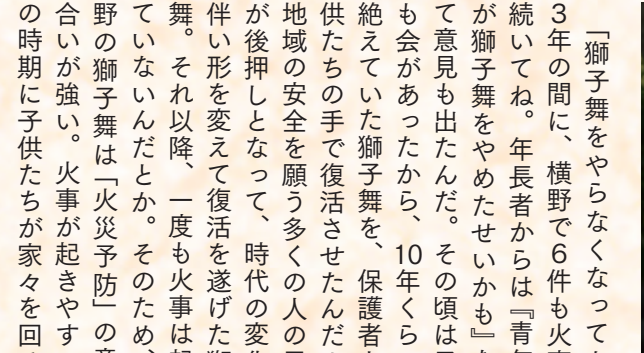 「獅子舞をやらなくなって
3年の間に、横野で6件も火
続いてね。年長者からは『青
が獅子舞をやめたせいかも』
て意見も出たんだ。その頃は
も会があったから、10年くら
絶えていた獅子舞を、保護者
供たちの手で復活させたんだ
地域の安全を願う多くの人の
が後押しとなって、時代の変
伴い形を変えて復活を遂げた
舞。それ以降、一度も火事は
ていないんだとか。そのため、
野の獅子舞は「火災予防」の
合いが強い。火事が起きやす
の時期に子供たちが家々を回